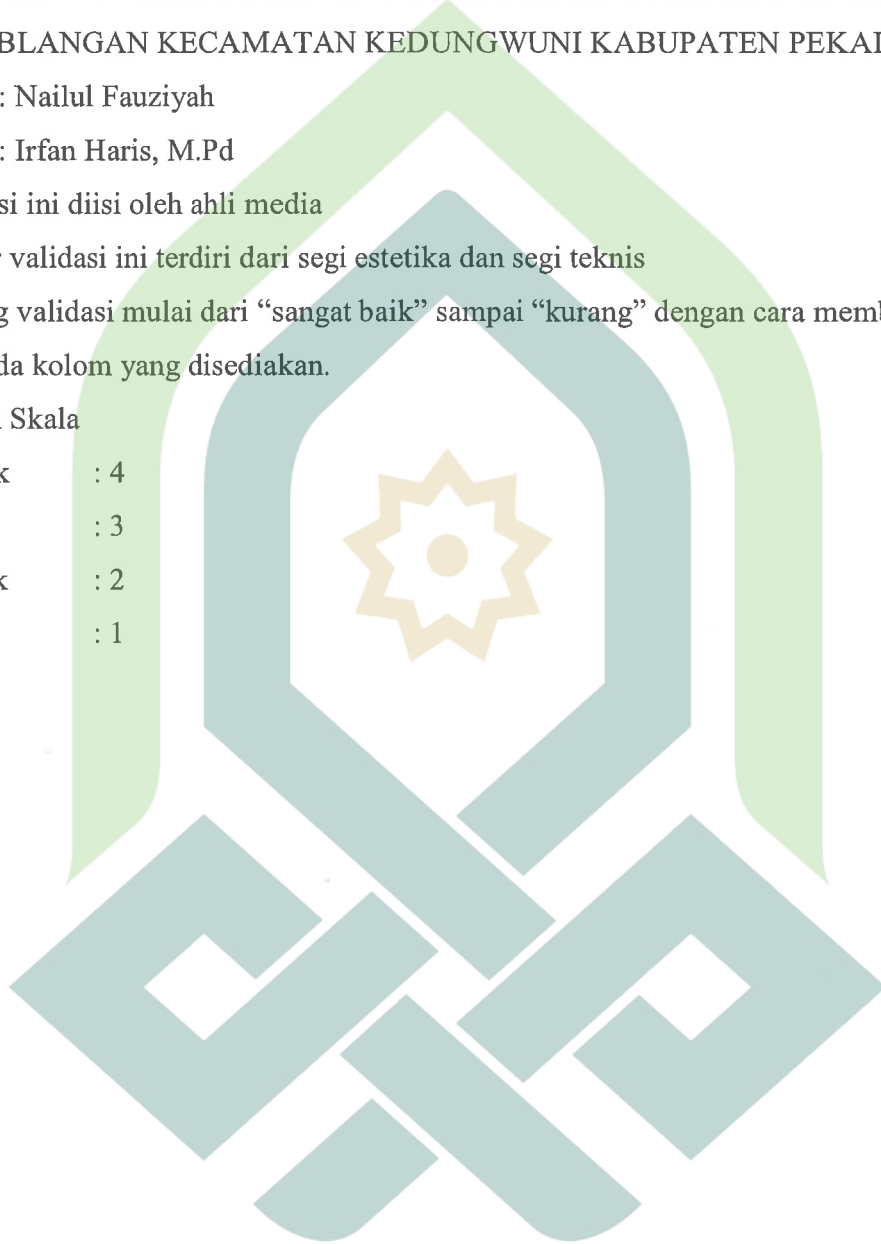 BLANGAN KECAMATAN KEDUNGWUNI KABUPATEN PEKAL
: Nailul Fauziyah
: Irfan Haris, M.Pd
si ini diisi oleh ahli media
validasi ini terdiri dari segi estetika dan segi teknis
g validasi mulai dari “sangat baik” sampai “kurang” dengan cara memb
da kolom yang disediakan.
Skala
k : 4
: 3
k : 2
: 1